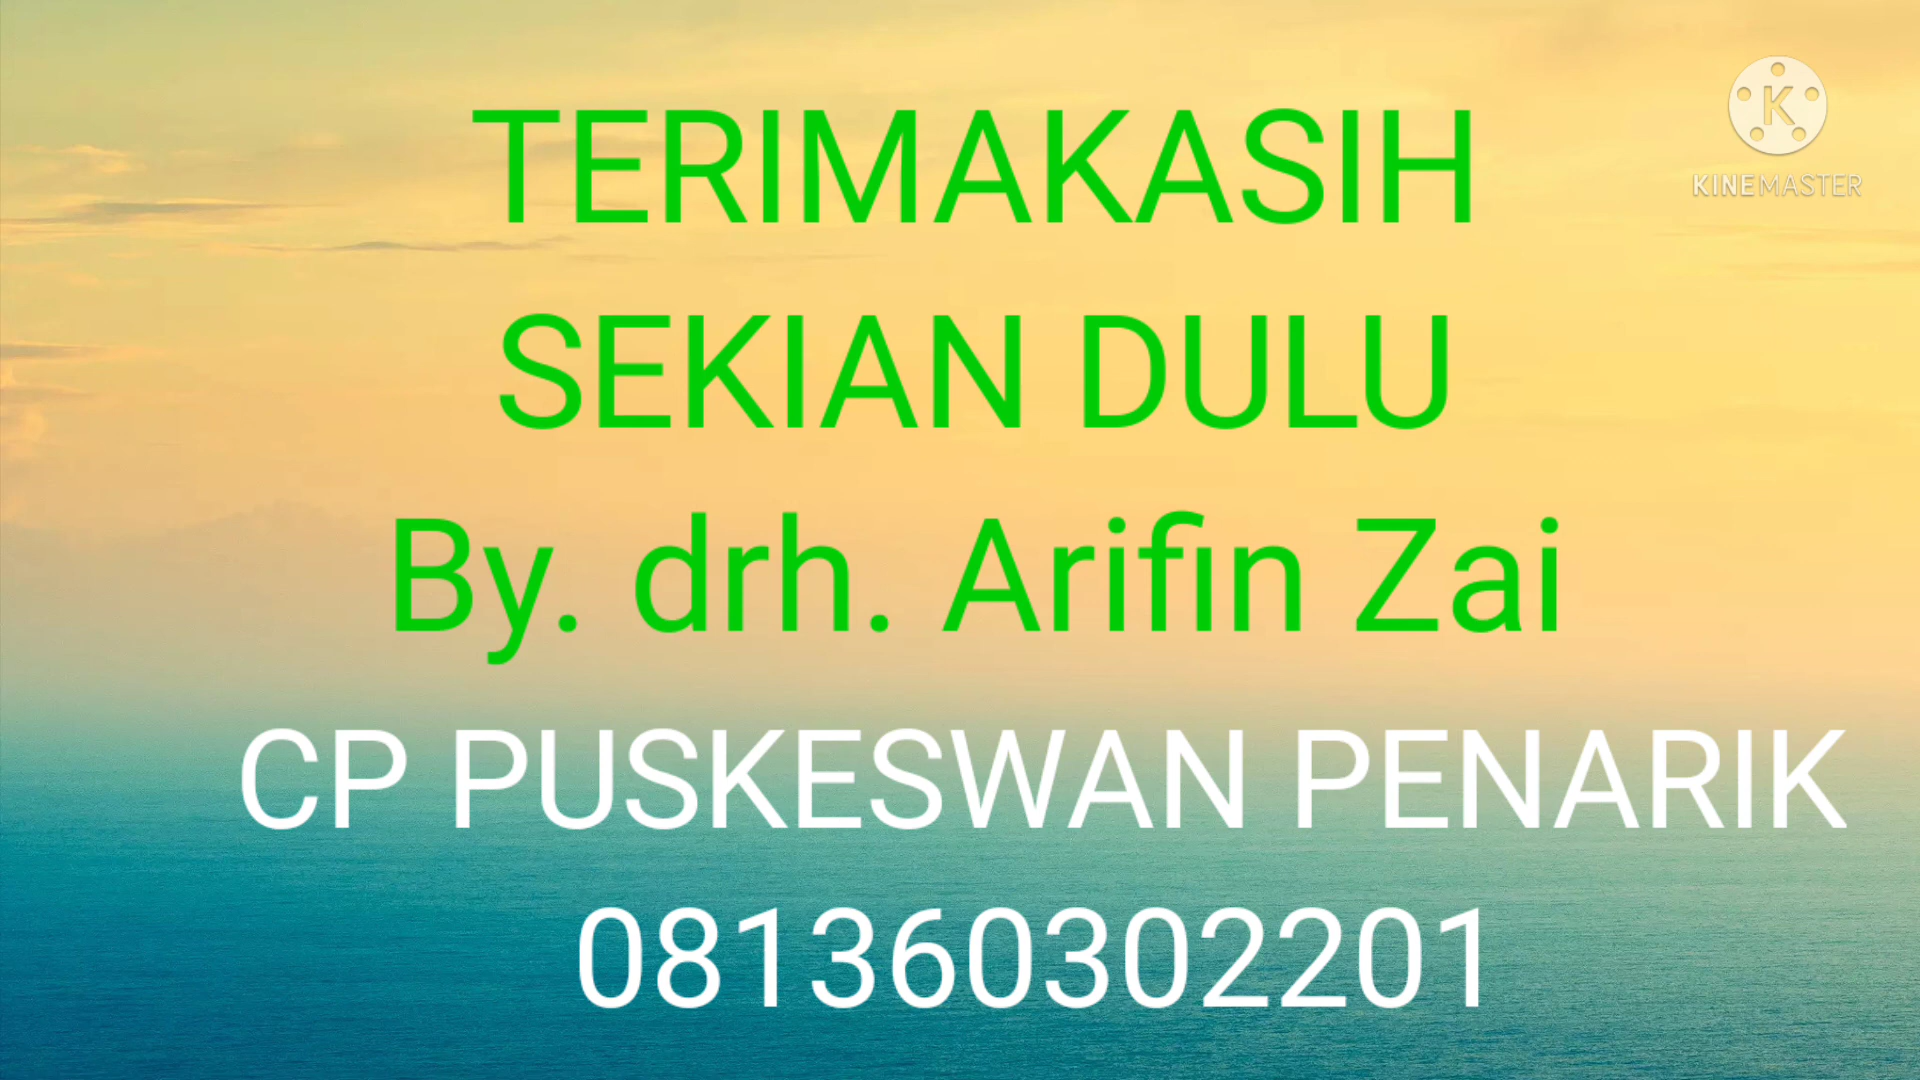 TERIMAKASIH
SEKIAN DULU
By. drh. Arifin Zai
CP PUSKESWAN PENARIK
081360302201
K
KINEMASTER